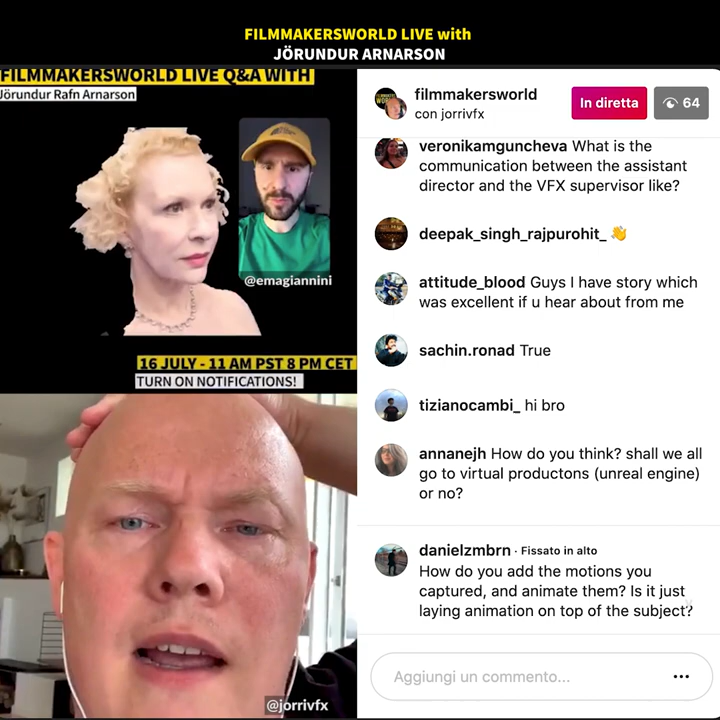 FILMMAKERSWORLD LIVE with
JÖRUNDUR ARNARSON
FILMMAKERSWORLD LIVE Q&A WITH
Jörundur Rafn Arnarson
@emagiannini
16 JULY - 11 AM PST 8 PM CET
TURN ON NOTIFICATIONS!
@jorrivfx
filmmakersworld
con jorrivfx
In diretta
64
veronikamguncheva What is the
communication between the assistant
director and the VFX supervisor like?
deepak_singh_rajpurohit_ 👋
attitude_blood Guys I have story which
was excellent if u hear about from me
sachin.ronad True
tizianocambi_ hi bro
annanejh How do you think? shall we all
go to virtual productons (unreal engine)
or no?
danielzmbrn · Fissato in alto
How do you add the motions you
captured, and animate them? Is it just
laying animation on top of the subject?
Aggiungi un commento...